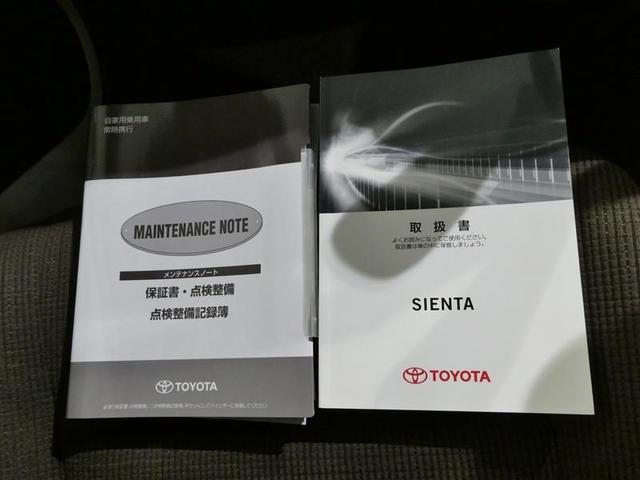 自家用乗用車
常時携行
MAINTENANCE NOTE
メンテナンスノート
保証書・点検整備
点検整備記録簿
TOYOTA
取扱書
よくお読みになってご使用ください。
取扱書は車の中に保管しましょう。
SIENTA
TOYOTA